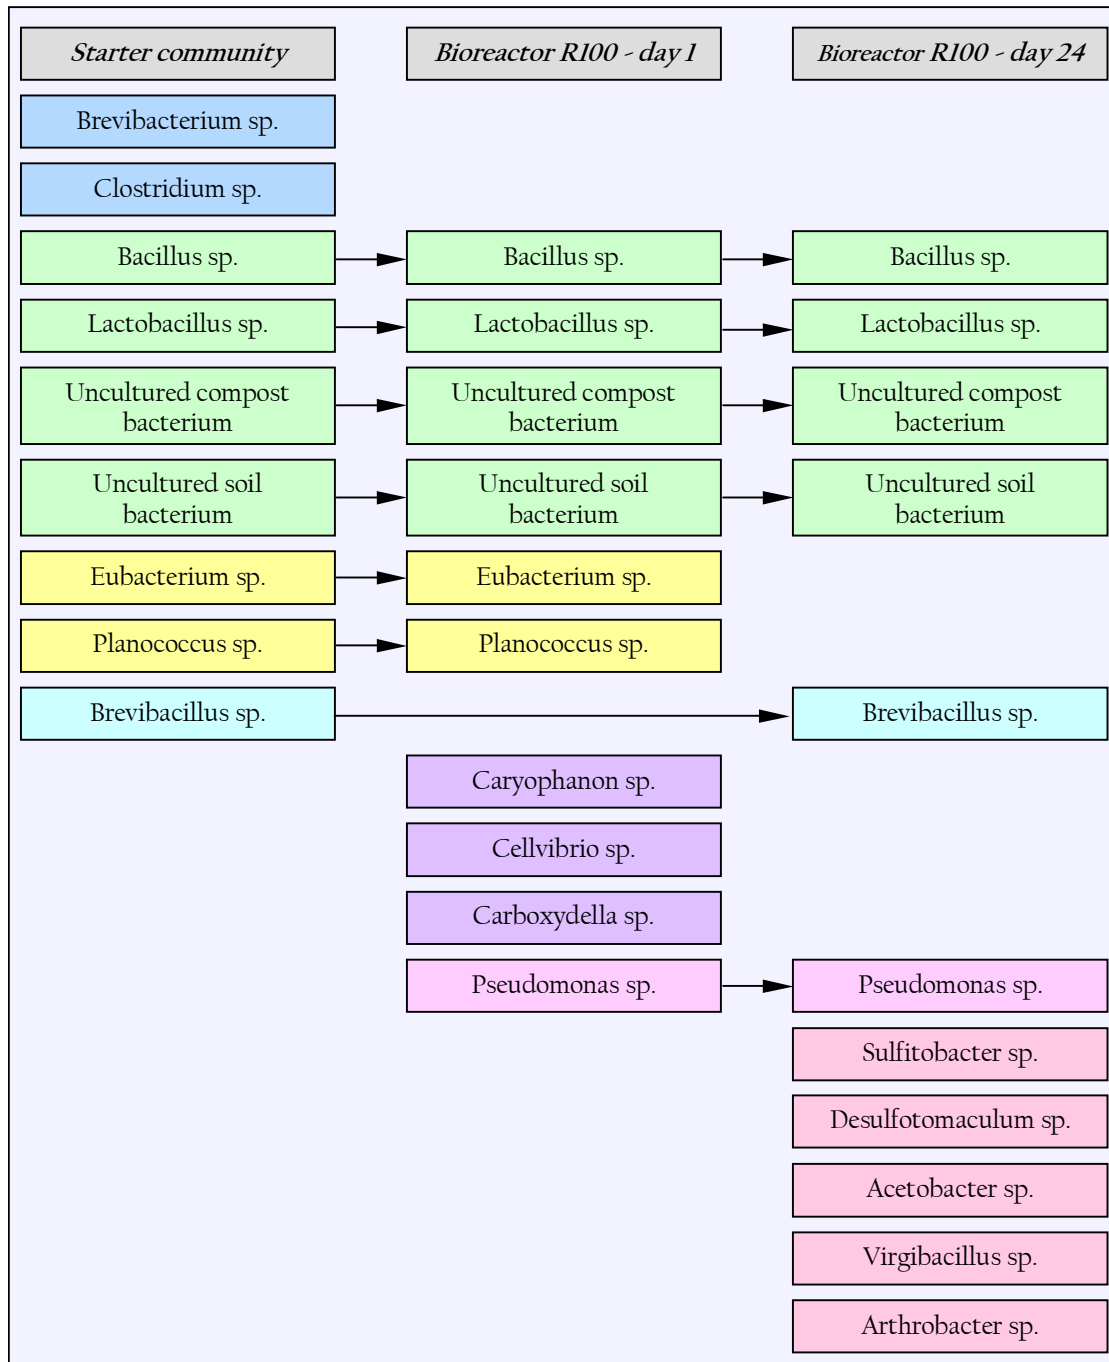 Starter community
Bioreactor R100 - day 1
Bioreactor R100 - day 24
Brevibacterium sp.
Clostridium sp.
Bacillus sp.
Bacillus sp.
Bacillus sp.
Lactobacillus sp.
Lactobacillus sp.
Lactobacillus sp.
Uncultured compost
bacterium
Uncultured compost
bacterium
Uncultured compost
bacterium
Uncultured soil
bacterium
Uncultured soil
bacterium
Uncultured soil
bacterium
Eubacterium sp.
Eubacterium sp.
Planococcus sp.
Planococcus sp.
Brevibacillus sp.
Brevibacillus sp.
Caryophanon sp.
Cellvibrio sp.
Carboxydella sp.
Pseudomonas sp.
Pseudomonas sp.
Sulfitobacter sp.
Desulfotomaculum sp.
Acetobacter sp.
Virgibacillus sp.
Arthrobacter sp.